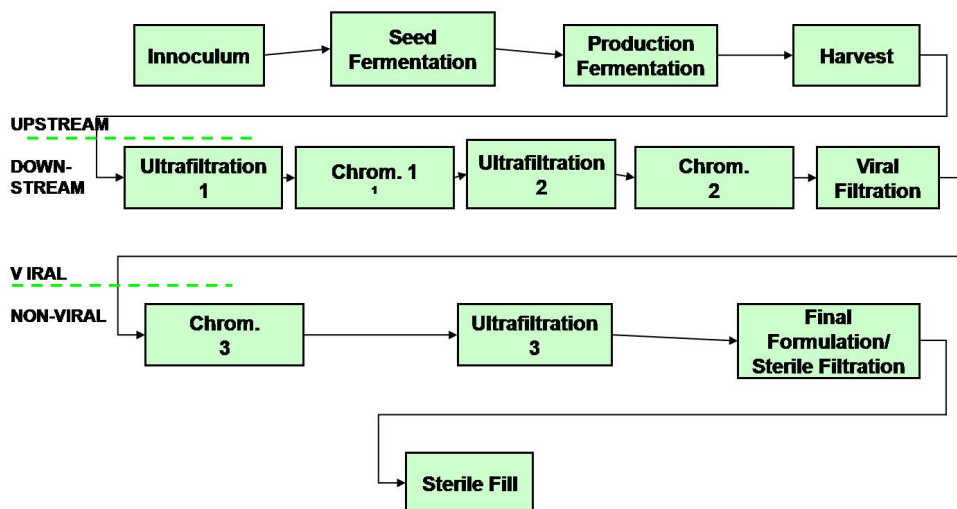 Innoculum
Seed
Fermentation
Production
Fermentation
Harvest
UPSTREAM
DOWN-
STREAM
Ultrafiltration
1
Chrom. 1
1
Ultrafiltration
2
Chrom.
2
Viral
Filtration
V IRAL
NON-VIRAL
Chrom.
3
Ultrafiltration
3
Final
Formulation/
Sterile Filtration
Sterile Fill